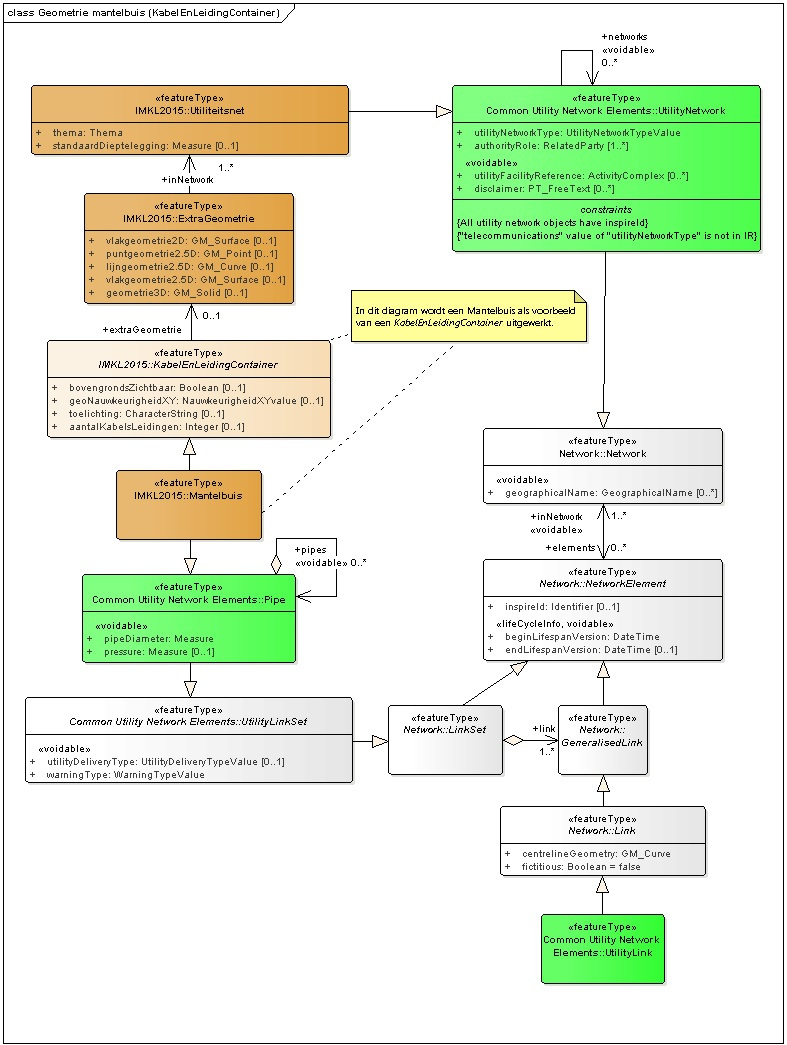 class Geometrie mantelbuis (KabelEnLeidingContainer)
+networks
«voidable»
0..*
«featureType»
IMKL2015::Utiliteitsnet
+ thema: Thema
+ standaardDieptelegging: Measure [0..1]
«featureType»
Common Utility Network Elements::UtilityNetwork
+ utilityNetworkType: UtilityNetworkTypeValue
+ authorityRole: RelatedParty [1..*]
«voidable»
+ utilityFacilityReference: ActivityComplex [0..*]
+ disclaimer: PT_FreeText [0..*]
constraints
{All utility network objects have inspireId}
{"telecommunications" value of "utilityNetworkType" is not in IR}
1..*
+inNetwork
«featureType»
IMKL2015::ExtraGeometrie
+ vlakgeometrie2D: GM_Surface [0..1]
+ puntgeometrie2.5D: GM_Point [0..1]
+ lijngeometrie2.5D: GM_Curve [0..1]
+ vlakgeometrie2.5D: GM_Surface [0..1]
+ geometrie3D: GM_Solid [0..1]
0..1
+extraGeometrie
In dit diagram wordt een Mantelbuis als voorbeeld
van een KabelEnLeidingContainer uitgewerkt.
«featureType»
IMKL2015::KabelEnLeidingContainer
+ bovengrondsZichtbaar: Boolean [0..1]
+ geoNauwkeurigheidXY: NauwkeurigheidXYvalue [0..1]
+ toelichting: CharacterString [0..1]
+ aantalKabelsLeidingen: Integer [0..1]
«featureType»
Network::Network
«voidable»
+ geographicalName: GeographicalName [0..*]
«featureType»
IMKL2015::Mantelbuis
+inNetwork
1..*
«voidable»
+elements
0..*
+pipes
«voidable» 0..*
«featureType»
Common Utility Network Elements::Pipe
«voidable»
+ pipeDiameter: Measure
+ pressure: Measure [0..1]
«featureType»
Network::NetworkElement
+ inspireId: Identifier [0..1]
«lifeCycleInfo, voidable»
+ beginLifespanVersion: DateTime
+ endLifespanVersion: DateTime [0..1]
«featureType»
Common Utility Network Elements::UtilityLinkSet
«voidable»
+ utilityDeliveryType: UtilityDeliveryTypeValue [0..1]
+ warningType: WarningTypeValue
«featureType»
Network::LinkSet
+link
1..*
«featureType»
Network::
GeneralisedLink
«featureType»
Network::Link
+ centrelineGeometry: GM_Curve
+ fictitious: Boolean = false
«featureType»
Common Utility Network
Elements::UtilityLink